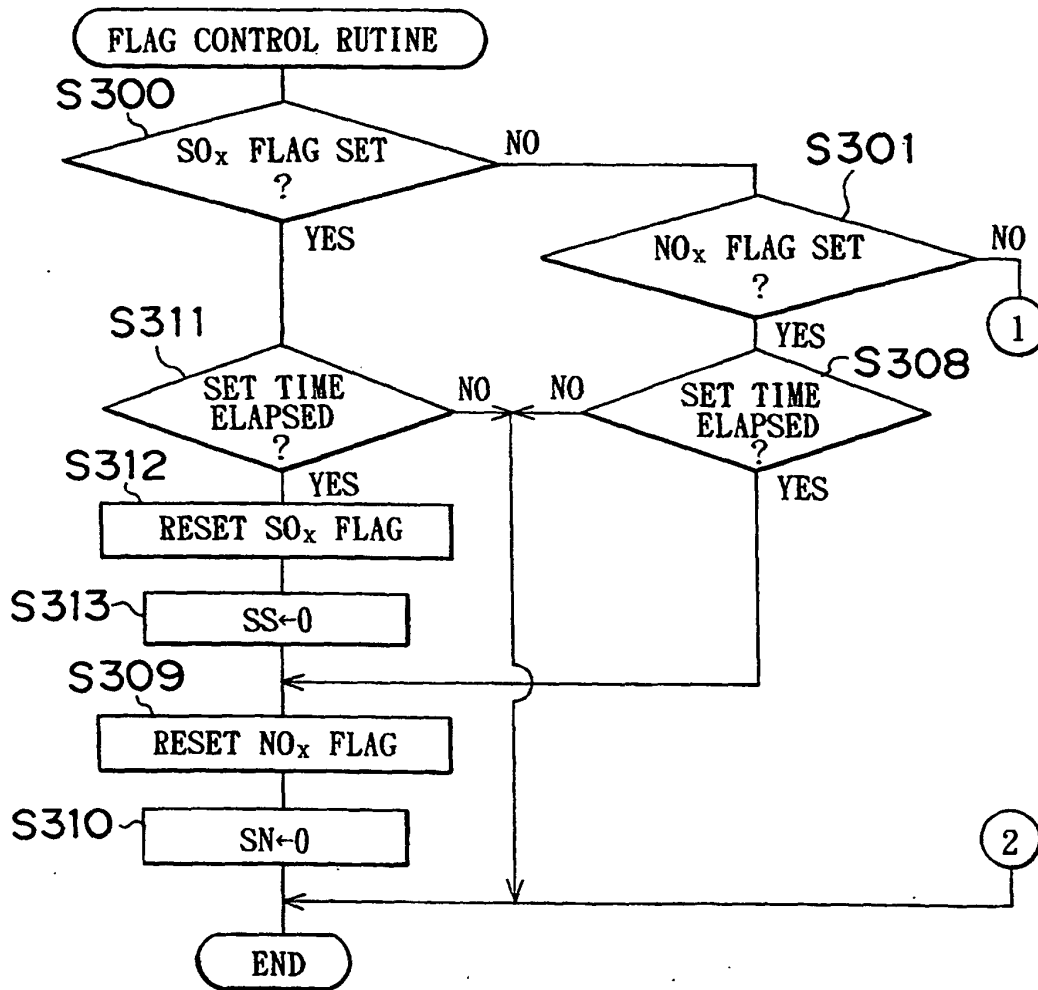 FLAG CONTROL RUTINE
S300
SOx FLAG SET
?
NO
YES
S301
NOx FLAG SET
?
NO
YES
1
S311
SET TIME
ELAPSED
?
NO
YES
S308
SET TIME
ELAPSED
?
NO
YES
S312
RESET SOx FLAG
S313
SS←0
S309
RESET NOx FLAG
S310
SN←0
2
END